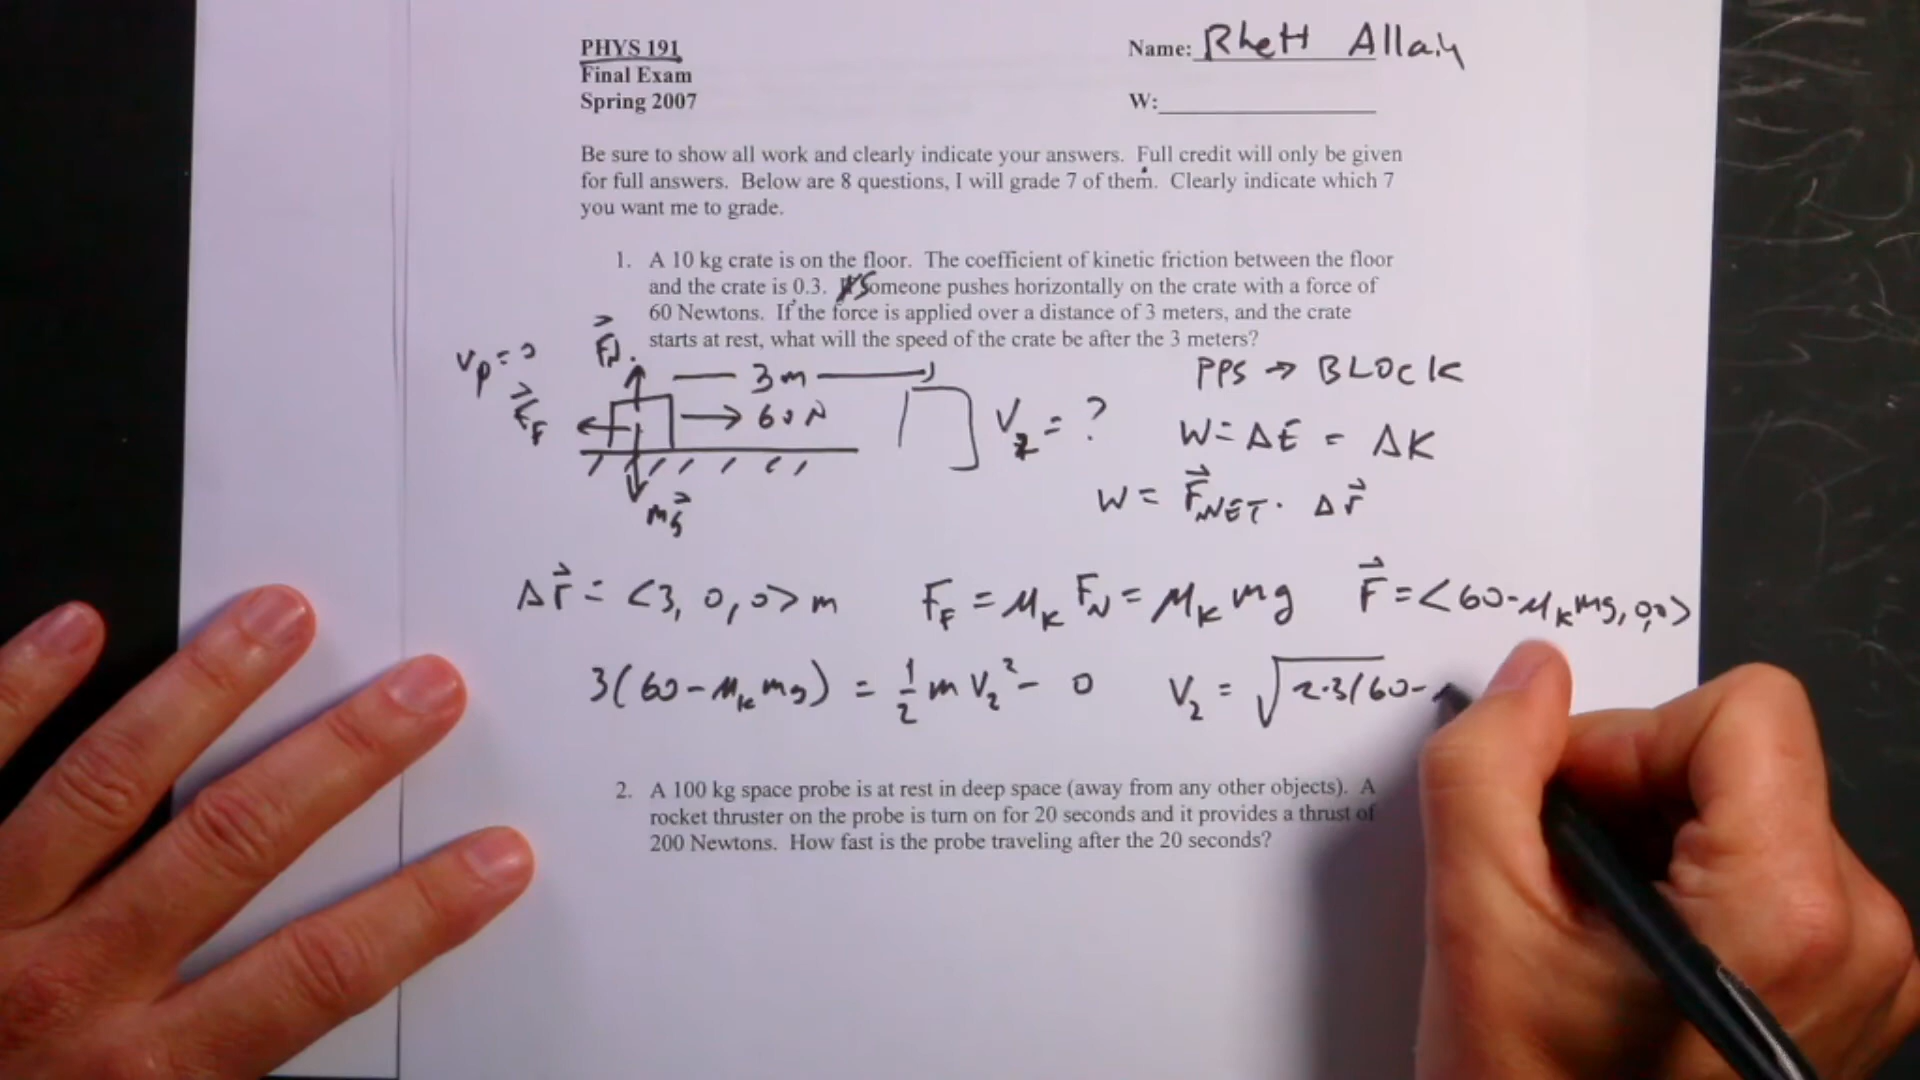 PHYS 191
Name: Rhett Allain
Final Exam
Spring 2007
W:
Be sure to show all work and clearly indicate your answers. Full credit will only be given
for full answers. Below are 8 questions, I will grade 7 of them. Clearly indicate which 7
you want me to grade.
1. A 10 kg crate is on the floor. The coefficient of kinetic friction between the floor
and the crate is 0.3. Someone pushes horizontally on the crate with a force of
60 Newtons. If the force is applied over a distance of 3 meters, and the crate
starts at rest, what will the speed of the crate be after the 3 meters?
F⃗N
3m
PPS → BLOCK
F⃗F
60N
V2 = ?
W = ΔE = ΔK
mg⃗
W = F⃗NET · Δr⃗
Δr⃗ = <3, 0, 0> m
FF = μk FN = μk mg
F⃗ = <60-μk mg, 0, 0>
3(60-μk mg) = 1/2 m V2² - 0
V2 = √2·3(60-
2. A 100 kg space probe is at rest in deep space (away from any other objects). A
rocket thruster on the probe is turn on for 20 seconds and it provides a thrust of
200 Newtons. How fast is the probe traveling after the 20 seconds?